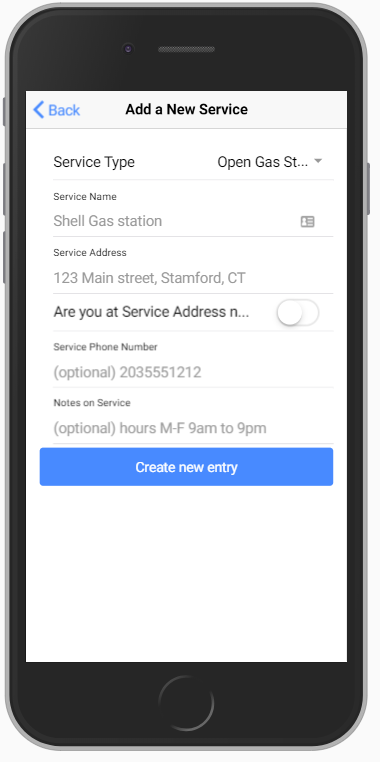 Back
Add a New Service
Service Type
Open Gas St...
Service Name
Shell Gas station
Service Address
123 Main street, Stamford, CT
Are you at Service Address n...
Service Phone Number
(optional) 2035551212
Notes on Service
(optional) hours M-F 9am to 9pm
Create new entry